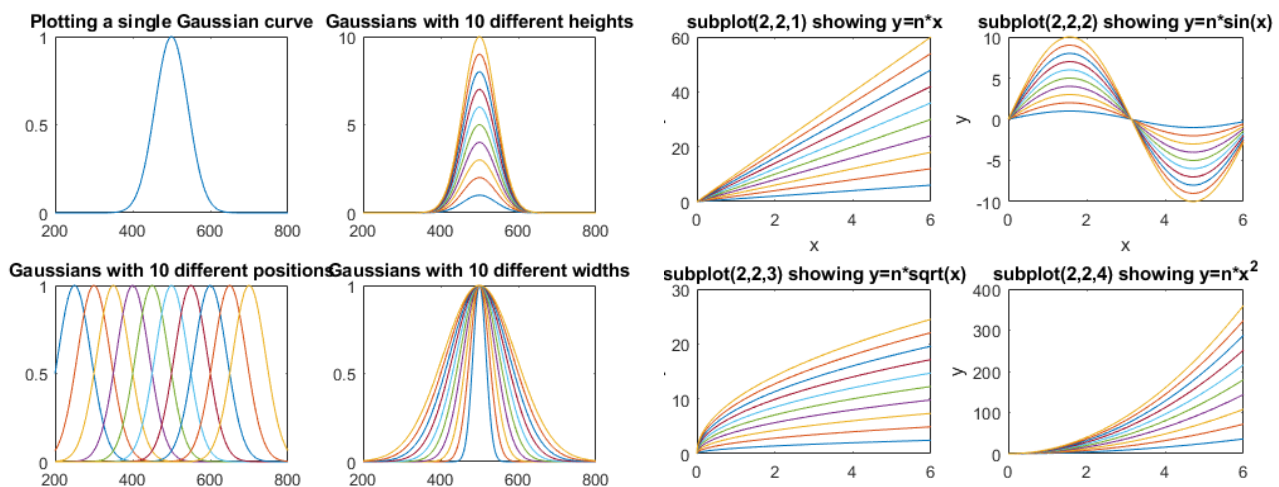 Plotting a single Gaussian curve
1
0.5
0
200 400 600 800
Gaussians with 10 different heights
10
5
0
200 400 600 800
subplot(2,2,1) showing y=n*x
60
40
20
0
0 2 4 6
x
subplot(2,2,2) showing y=n*sin(x)
10
5
0
-5
-10
y
0 2 4 6
x
Gaussians with 10 different positions
1
0.5
0
200 400 600 800
Gaussians with 10 different widths
1
0.5
0
200 400 600 800
subplot(2,2,3) showing y=n*sqrt(x)
30
20
10
0
0 2 4 6
subplot(2,2,4) showing y=n*x²
400
300
200
100
0
y
0 2 4 6